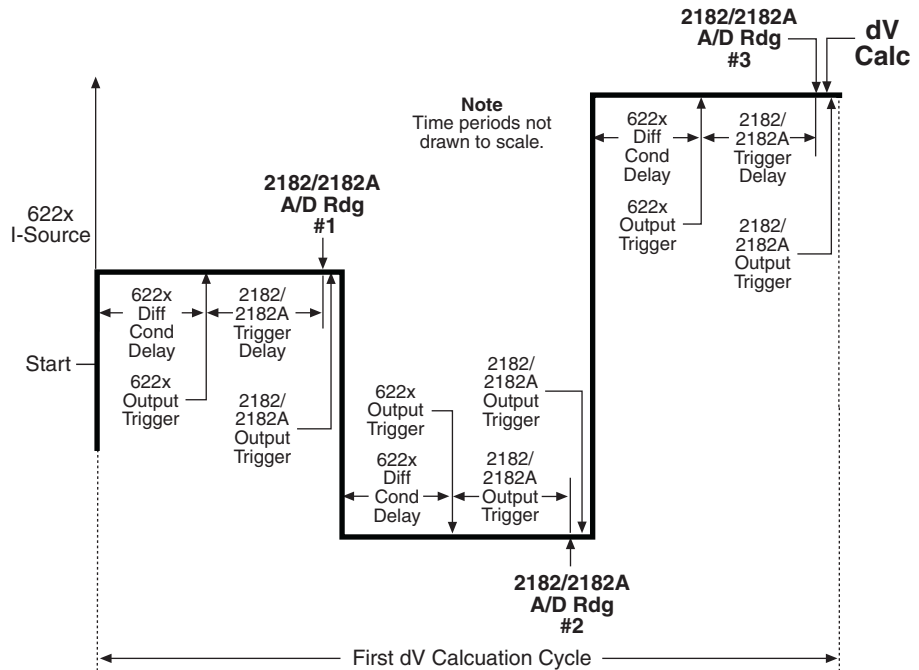 2182/2182A
A/D Rdg
#3
dV
Calc
Note
Time periods not
drawn to scale.
622x
Diff
Cond
Delay
2182/
2182A
Trigger
Delay
2182/2182A
A/D Rdg
#1
622x
I-Source
622x
Output
Trigger
2182/
2182A
Output
Trigger
622x
Diff
Cond
Delay
2182/
2182A
Trigger
Delay
Start
622x
Output
Trigger
2182/
2182A
Output
Trigger
622x
Output
Trigger
2182/
2182A
Output
Trigger
622x
Diff
Cond
Delay
2182/
2182A
Output
Trigger
2182/2182A
A/D Rdg
#2
First dV Calcuation Cycle